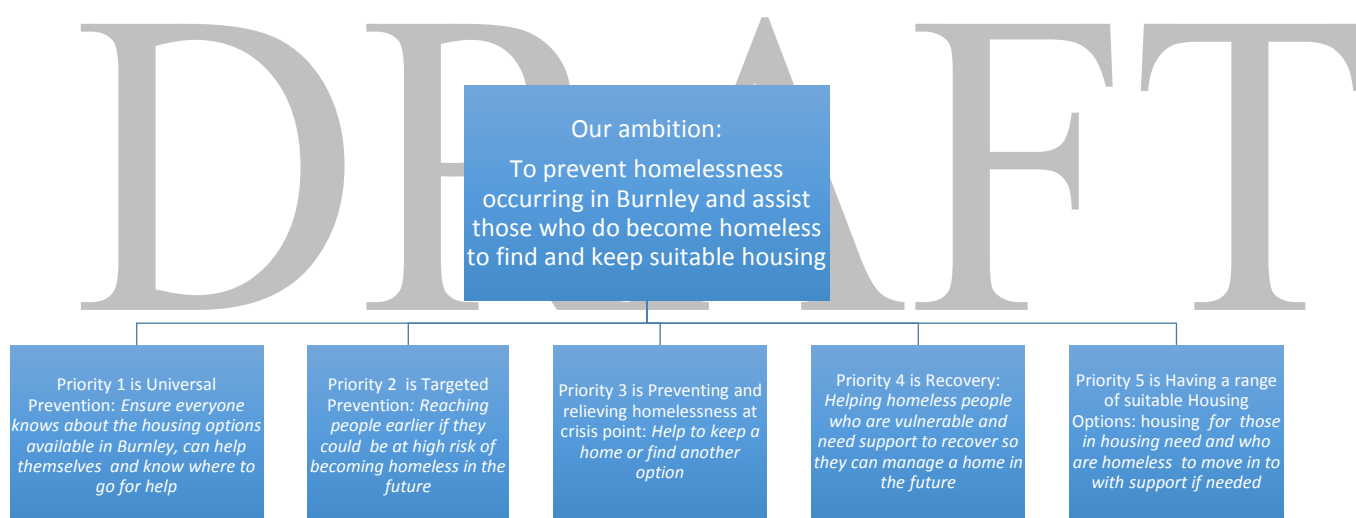 DRAFT
Our ambition:
To prevent homelessness
occurring in Burnley and assist
those who do become homeless
to find and keep suitable housing
Priority 1 is Universal
Prevention: Ensure everyone
knows about the housing options
available in Burnley, can help
themselves and know where to
go for help
Priority 2 is Targeted
Prevention: Reaching
people earlier if they
could be at high risk of
becoming homeless in the
future
Priority 3 is Preventing and
relieving homelessness at
crisis point: Help to keep a
home or find another
option
Priority 4 is Recovery:
Helping homeless people
who are vulnerable and
need support to recover so
they can manage a home in
the future
Priority 5 is Having a range
of suitable Housing
Options: housing for those
in housing need and who
are homeless to move in to
with support if needed